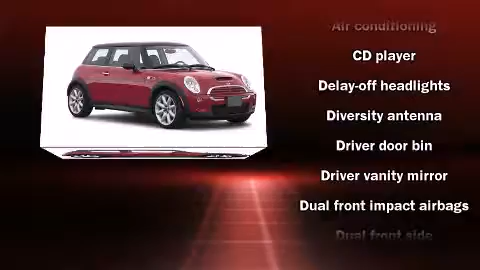 Air conditioning
CD player
Delay-off headlights
Diversity antenna
Driver door bin
Driver vanity mirror
Dual front impact airbags
Dual front side